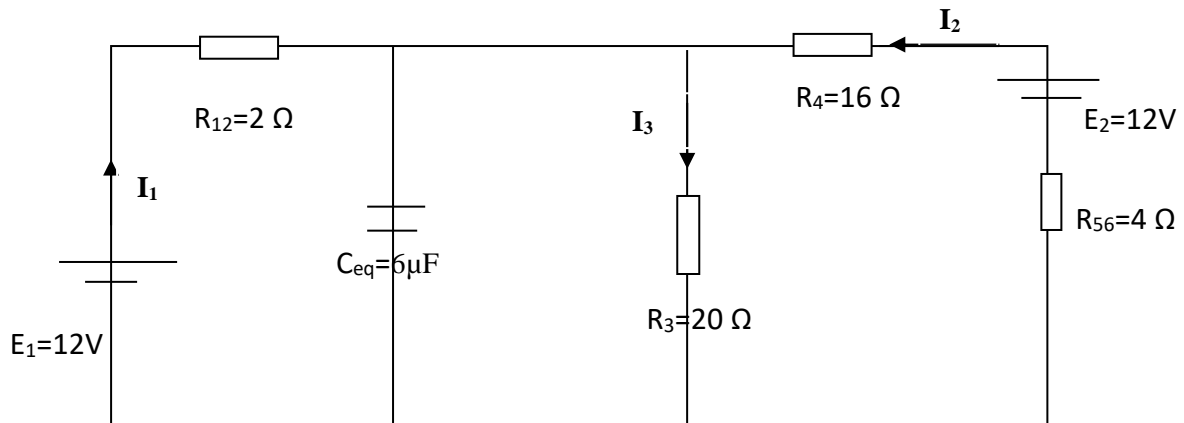 I₂
R₁₂=2 Ω
R₄=16 Ω
E₂=12V
I₃
I₁
R₅₆=4 Ω
Cₑq=6μF
R₃=20 Ω
E₁=12V